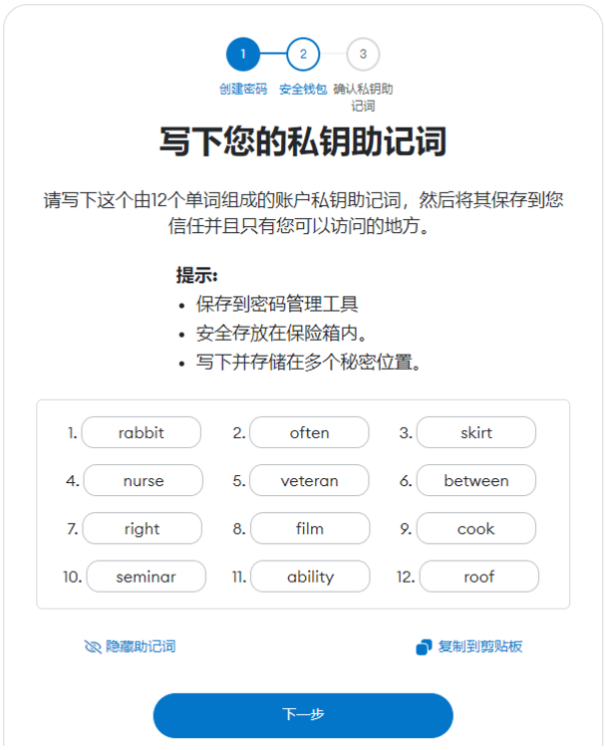 1 2 3
创建密码 安全钱包 确认私钥助
记词
写下您的私钥助记词
请写下这个由12个单词组成的账户私钥助记词，然后将其保存到您
信任并且只有您可以访问的地方。
提示:
• 保存到密码管理工具
• 安全存放在保险箱内。
• 写下并存储在多个秘密位置。
1. rabbit 2. often 3. skirt
4. nurse 5. veteran 6. between
7. right 8. film 9. cook
10. seminar 11. ability 12. roof
隐藏助记词 复制到剪贴板
下一步